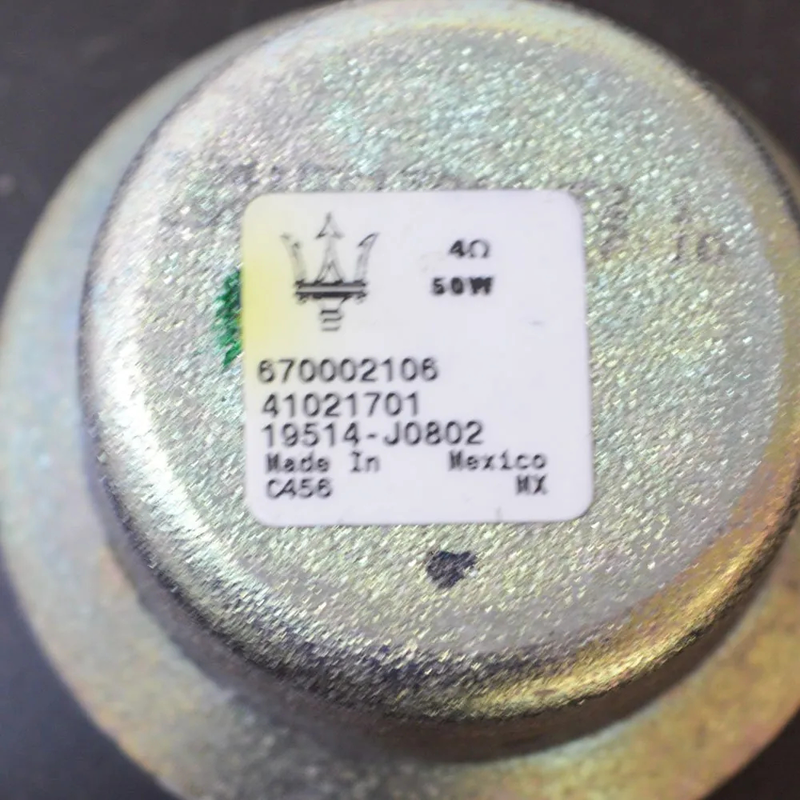 4Ω
50W
670002106
41021701
19514-J0802
Made In Mexico
C456 MX